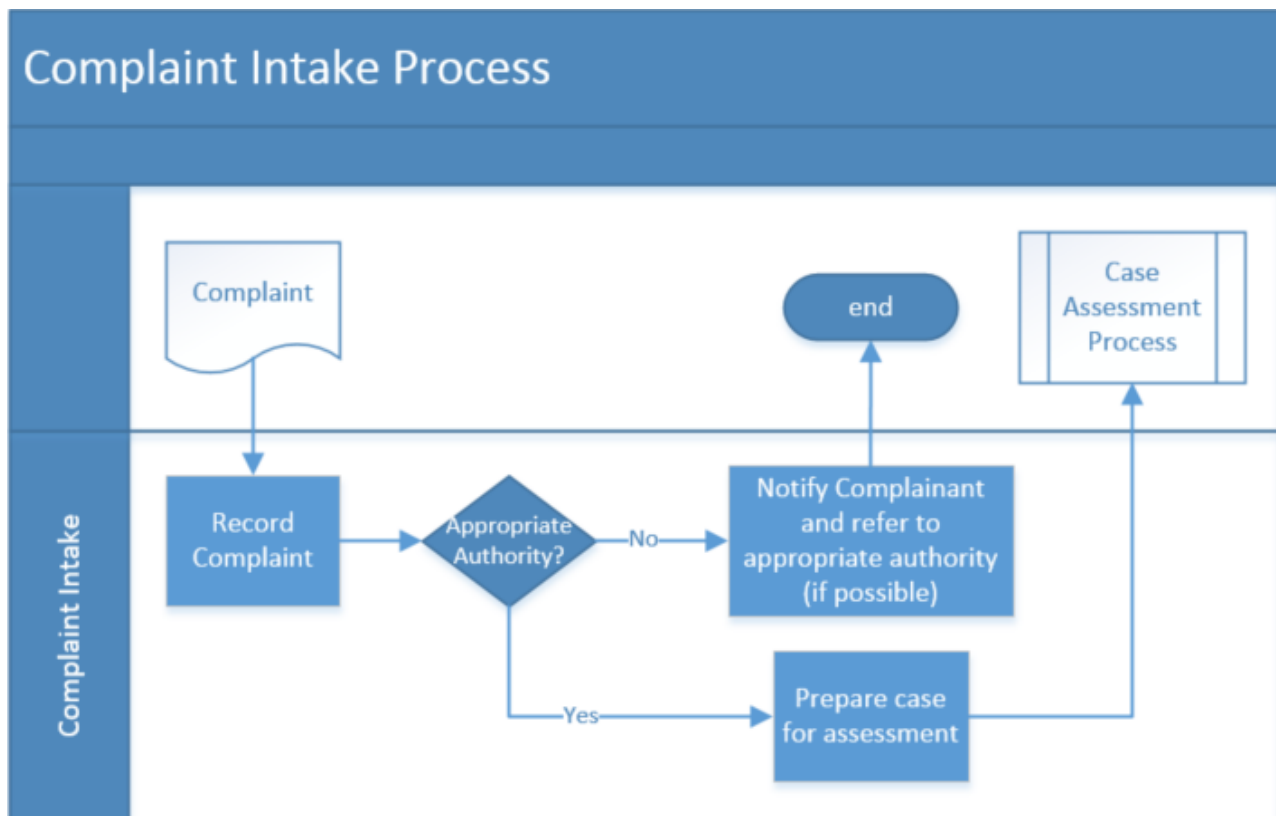 Complaint Intake Process
Complaint
end
Case
Assessment
Process
Complaint Intake
Record
Complaint
Appropriate
Authority?
No
Notify Complainant
and refer to
appropriate authority
(if possible)
Yes
Prepare case
for assessment